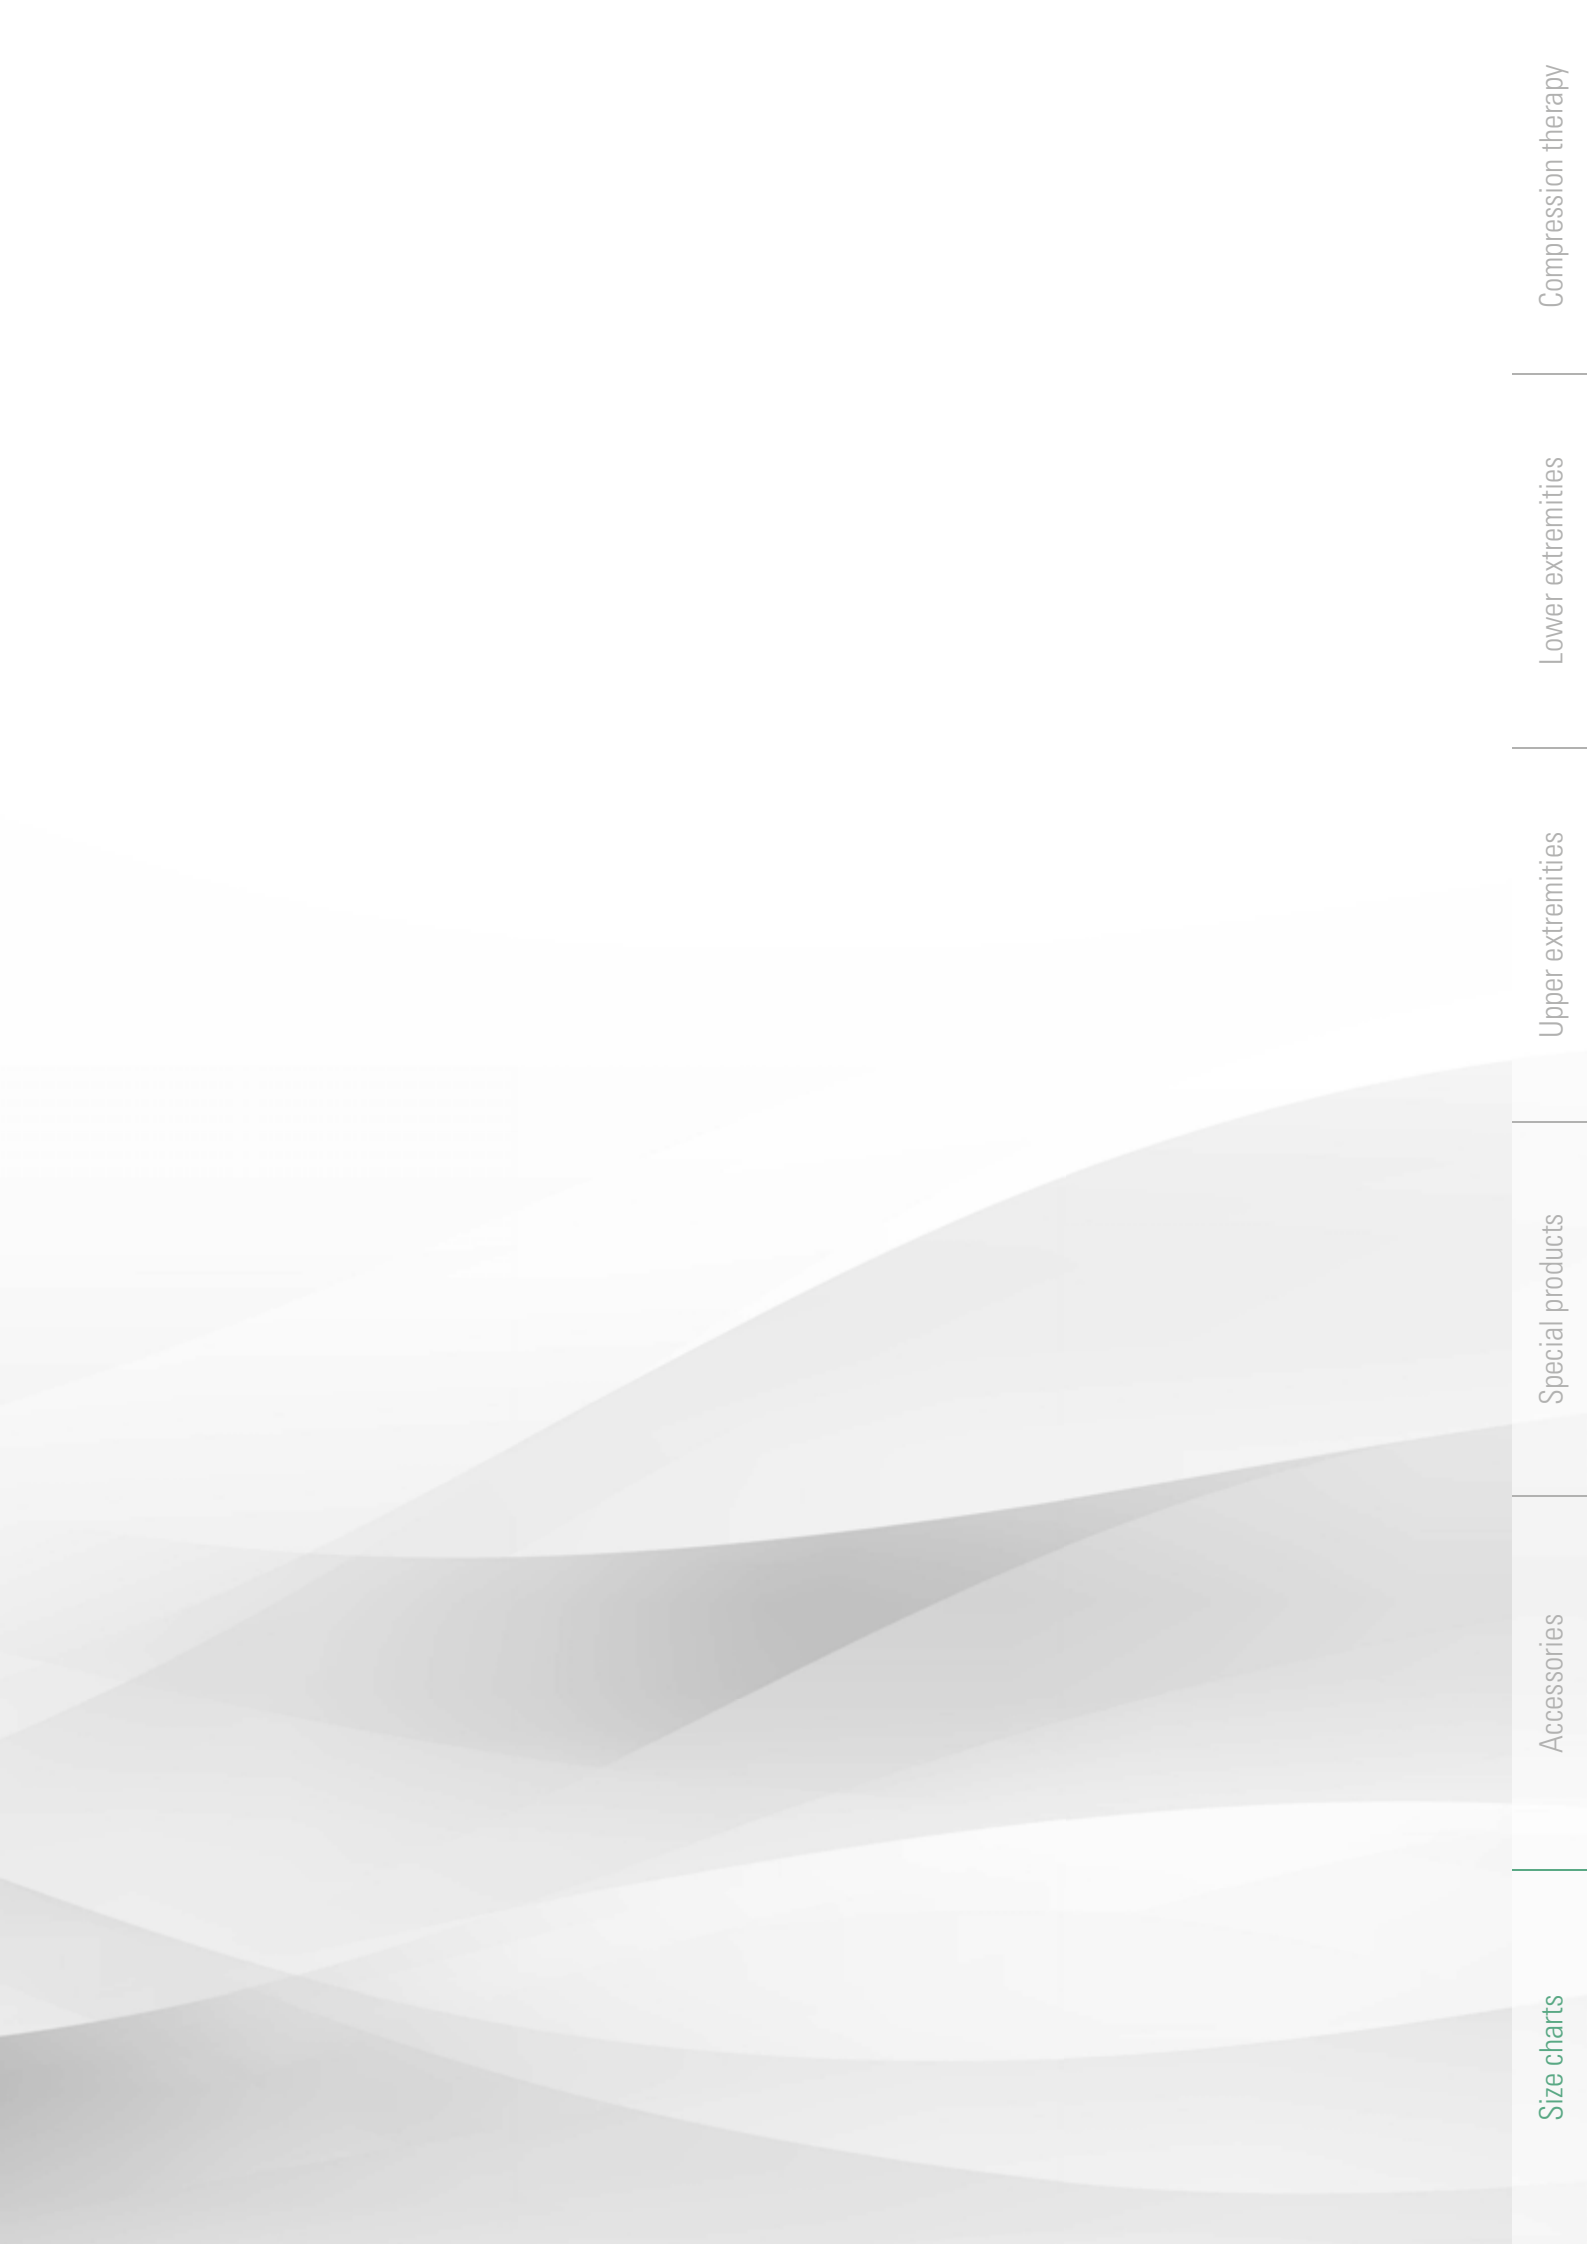 Compression therapy
Lower extremities
Upper extremities
Special products
Accessories
Size charts